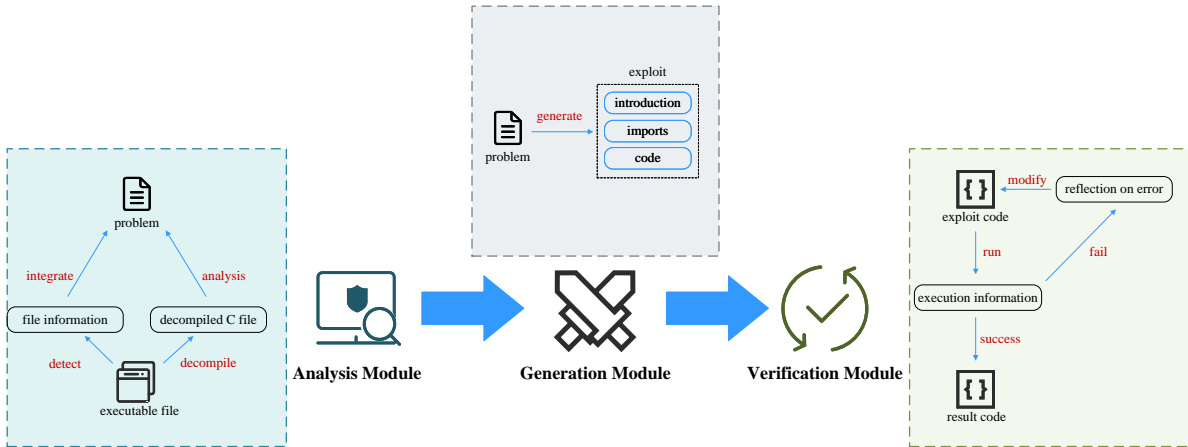 exploit
introduction
generate
imports
problem
code
problem
integrate
analysis
file information
decompiled C file
detect
decompile
executable file
Analysis Module
Generation Module
Verification Module
modify
reflection on error
exploit code
run
fail
execution information
success
result code